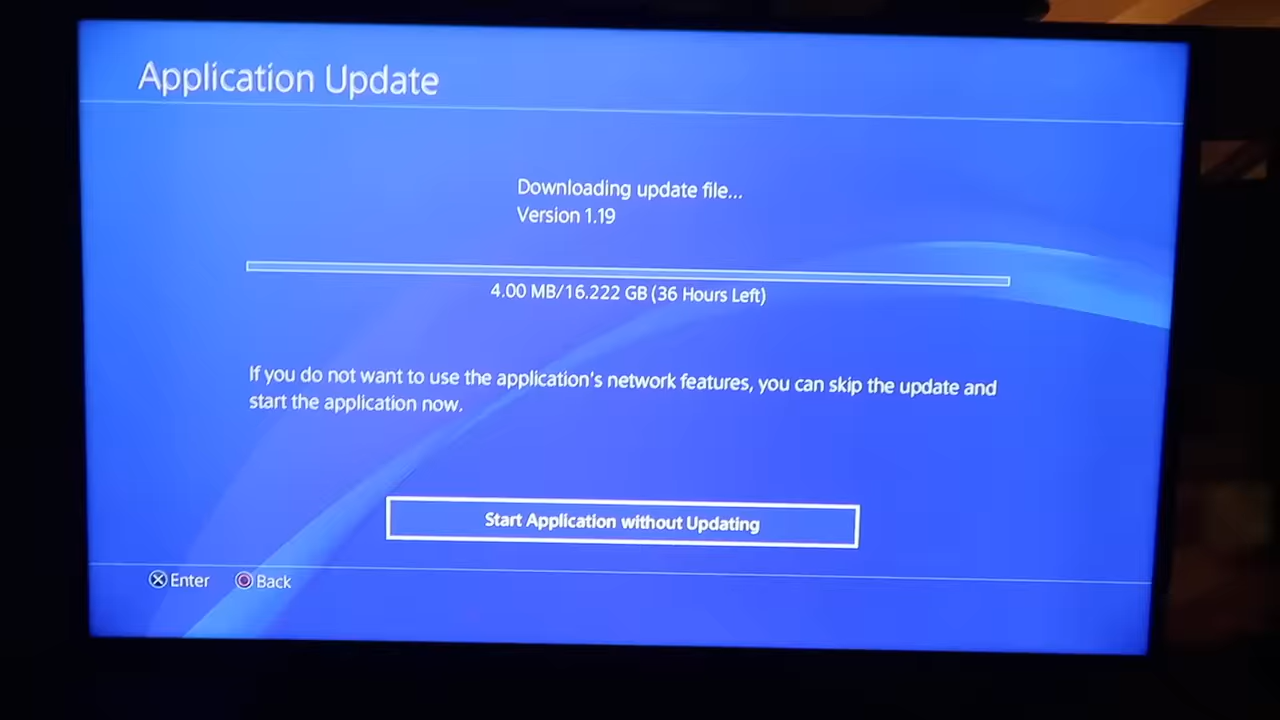 Application Update
Downloading update file...
Version 1.19
4.00 MB/16.222 GB (36 Hours Left)
If you do not want to use the application's network features, you can skip the update and
start the application now.
Start Application without Updating
Enter Back